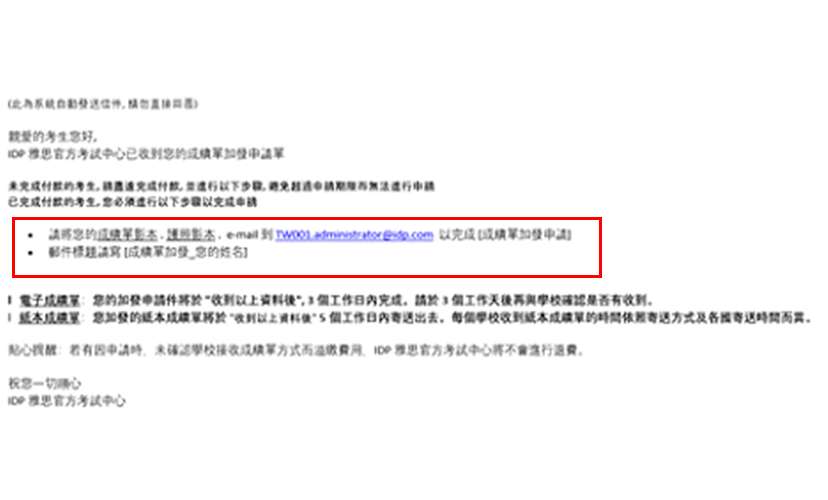 (此為系統自動發送信件, 請勿直接回覆)
親愛的考生您好,
IDP 雅思官方考試中心已收到您的成績單加發申請單
未完成付款的考生, 請盡速完成付款, 並進行以下步驟, 避免超過申請期限而無法進行申請
已完成付款的考生, 您必須進行以下步驟以完成申請
• 請將您的成績單影本、護照影本，e-mail 到 TW001.administrator@idp.com 以完成 [成績單加發申請]
• 郵件標題請寫 [成績單加發_您的姓名]
l 電子成績單：您的加發申請件將於 "收到以上資料後", 3 個工作日內完成。請於 3 個工作天後再與學校確認是否有收到。
l 紙本成績單：您加發的紙本成績單將於 "收到以上資料後" 5 個工作日內寄送出去。每個學校收到紙本成績單的時間依照寄送方式及各國寄送時間而異。
貼心提醒：若有因申請時，未確認學校接收成績單方式而溢繳費用，IDP 雅思官方考試中心將不會進行退費。
祝您一切順心
IDP 雅思官方考試中心